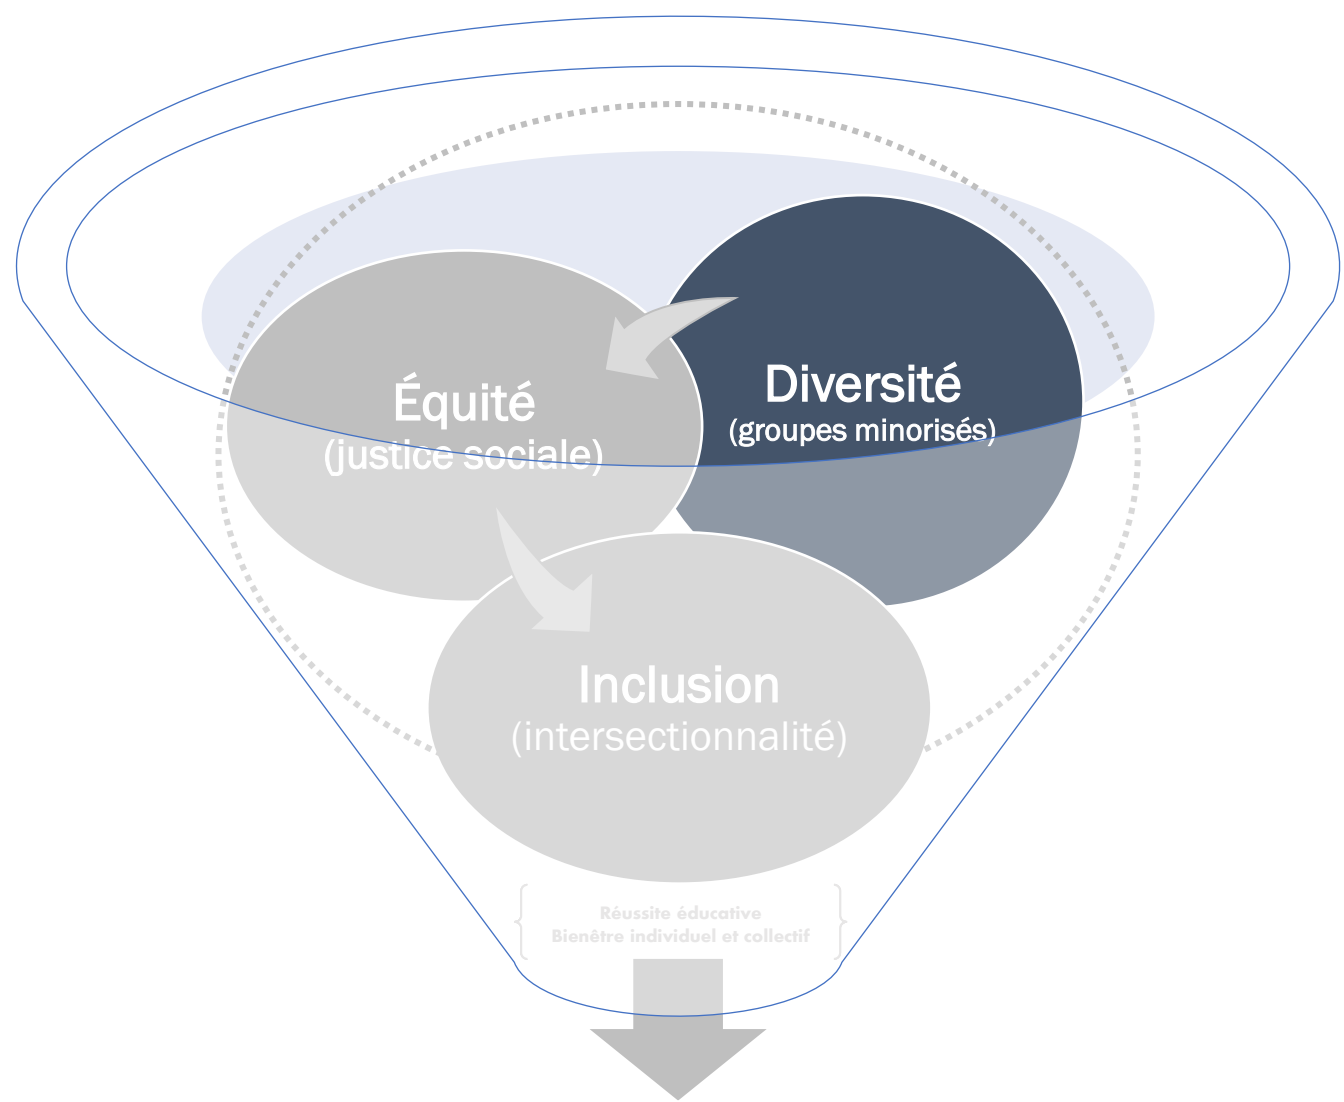 Équité
(justice sociale)
Diversité
(groupes minorisés)
Inclusion
(intersectionnalité)
Réussite éducative
Bienêtre individuel et collectif